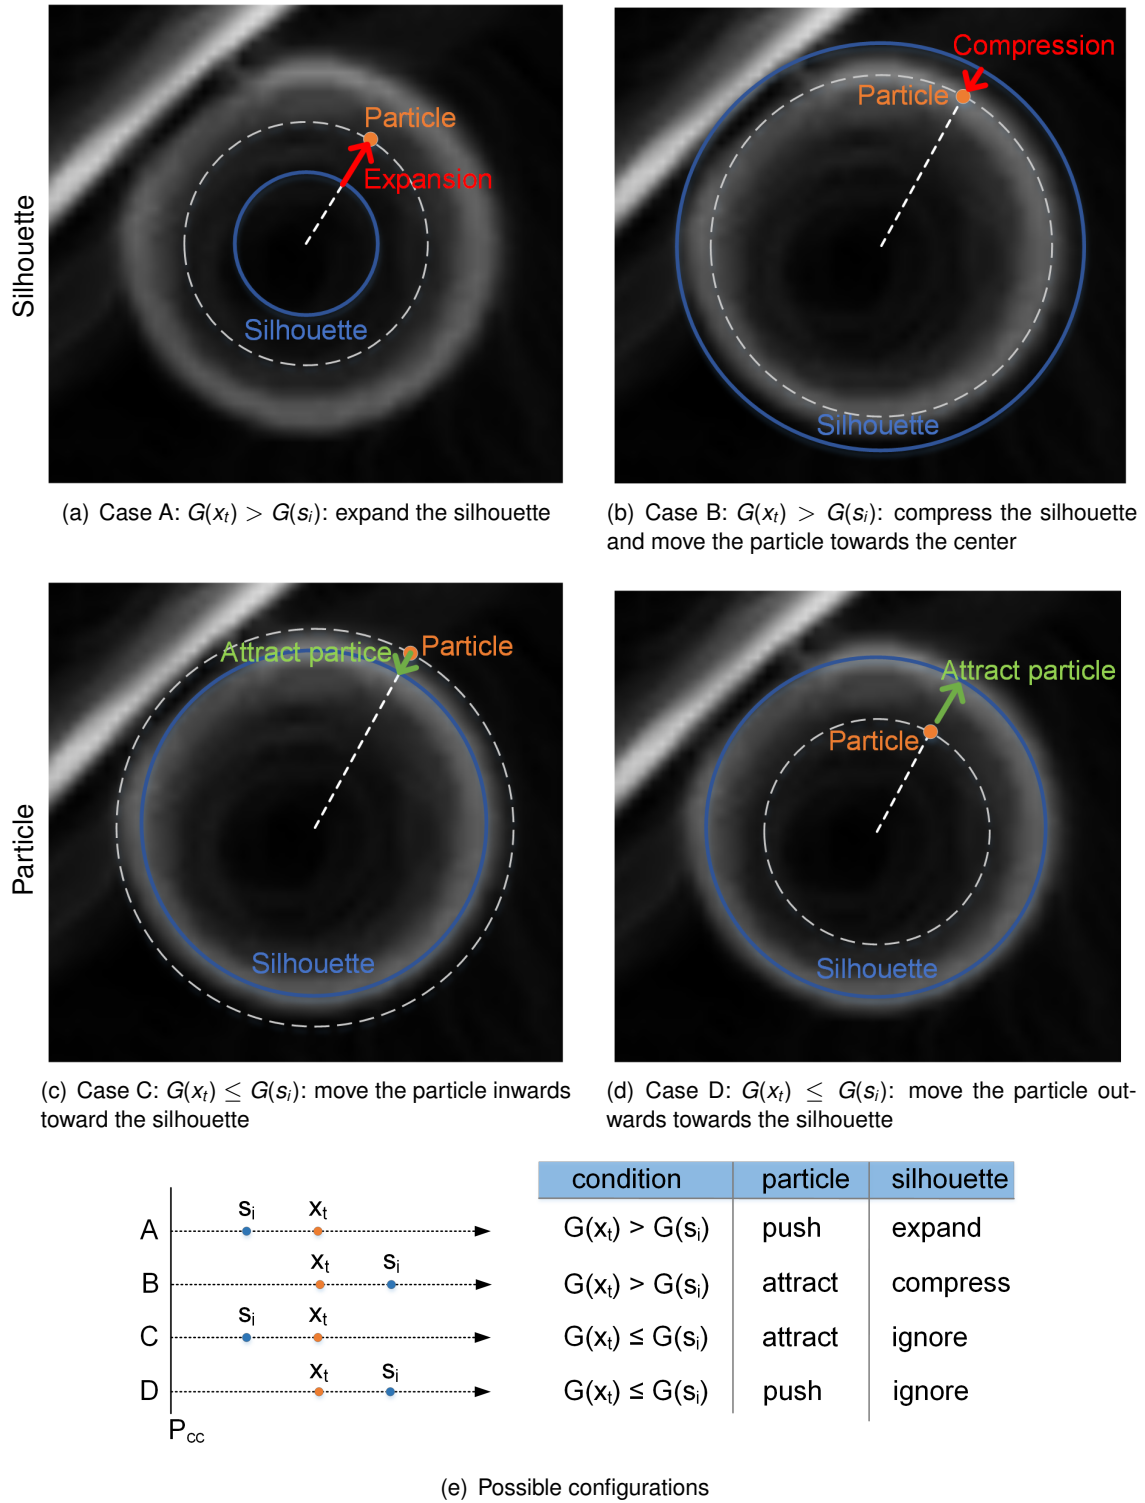 Silhouette
Particle
Expansion
Silhouette
Compression
Particle
Silhouette
(a) Case A: G(xₜ) > G(sᵢ): expand the silhouette
(b) Case B: G(xₜ) > G(sᵢ): compress the silhouette
and move the particle towards the center
Particle
Attract partice
Particle
Silhouette
Attract particle
Particle
Silhouette
(c) Case C: G(xₜ) ≤ G(sᵢ): move the particle inwards
toward the silhouette
(d) Case D: G(xₜ) ≤ G(sᵢ): move the particle out-
wards towards the silhouette
condition particle silhouette
A sᵢ xₜ G(xₜ) > G(sᵢ) push expand
B xₜ sᵢ G(xₜ) > G(sᵢ) attract compress
C sᵢ xₜ G(xₜ) ≤ G(sᵢ) attract ignore
D xₜ sᵢ G(xₜ) ≤ G(sᵢ) push ignore
Pcc
(e) Possible configurations